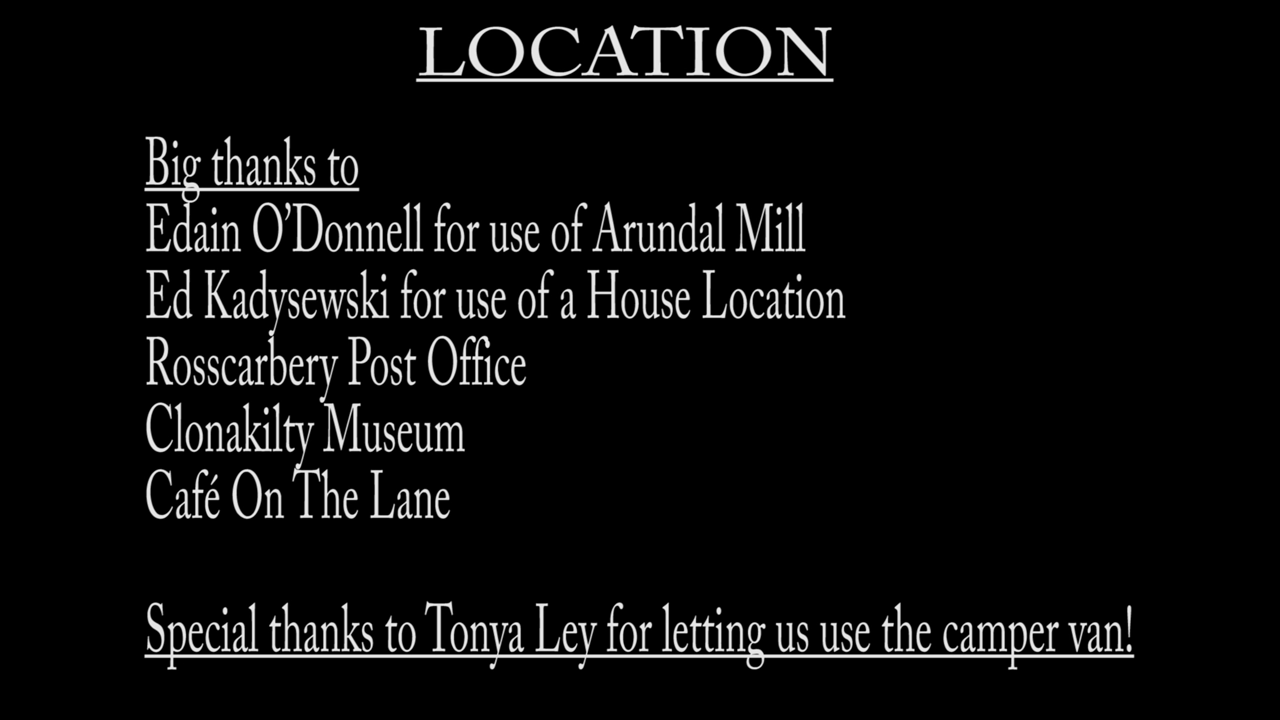 LOCATION
Big thanks to
Edain O’Donnell for use of Arundal Mill
Ed Kadysewski for use of a House Location
Rosscarbery Post Office
Clonakilty Museum
Café On The Lane
Special thanks to Tonya Ley for letting us use the camper van!